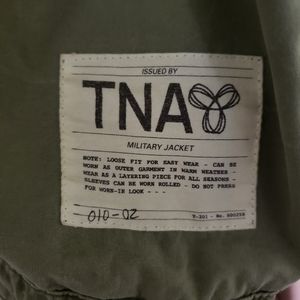 ISSUED BY
TNA
MILITARY JACKET
NOTE: LOOSE FIT FOR EASY WEAR - CAN BE
WORN AS OUTER GARMENT IN WARM WEATHER -
WEAR AS A LAYERING PIECE FOR ALL SEASONS -
SLEEVES CAN BE WORN ROLLED - DO NOT PRESS
FOR WORN-IN LOOK - - -
010-02